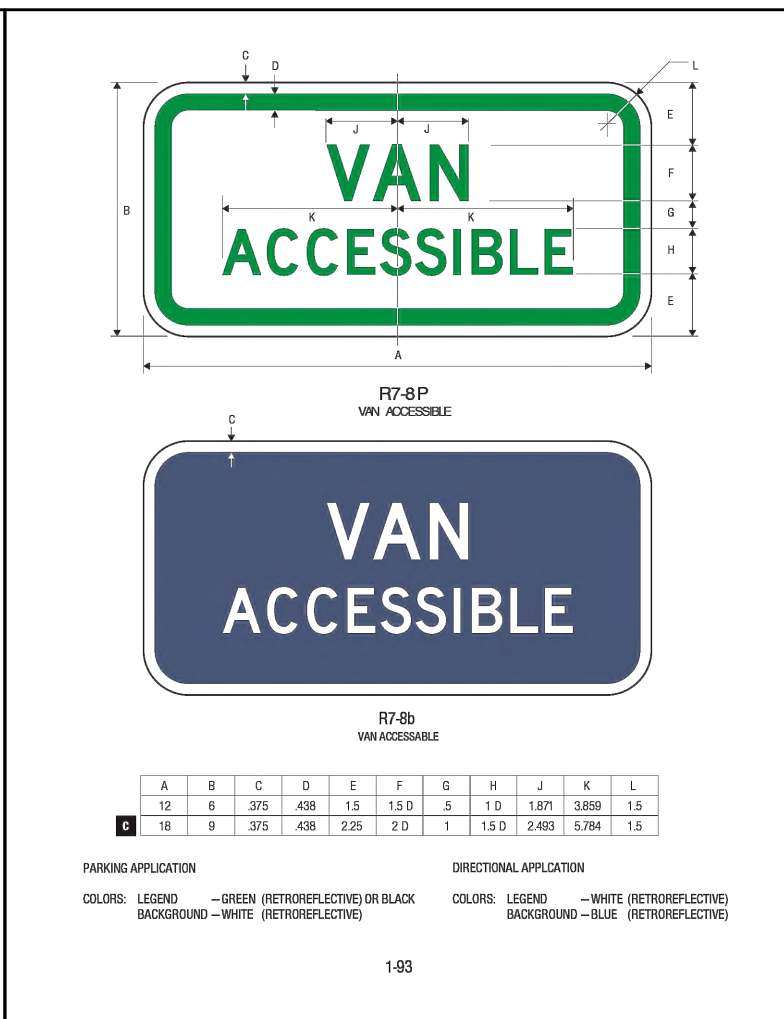 C
D
L
E
J
J
VAN
F
B
K
K
G
ACCESSIBLE
H
E
A
R7-8P
VAN ACCESSIBLE
C
VAN
ACCESSIBLE
R7-8b
VAN ACCESSABLE
A B C D E F G H J K L
12 6 .375 .438 1.5 1.5 D .5 1 D 1.871 3.859 1.5
C 18 9 .375 .438 2.25 2 D 1 1.5 D 2.493 5.784 1.5
PARKING APPLICATION
COLORS: LEGEND – GREEN (RETROREFLECTIVE) OR BLACK
BACKGROUND – WHITE (RETROREFLECTIVE)
DIRECTIONAL APPLCATION
COLORS: LEGEND – WHITE (RETROREFLECTIVE)
BACKGROUND – BLUE (RETROREFLECTIVE)
1-93